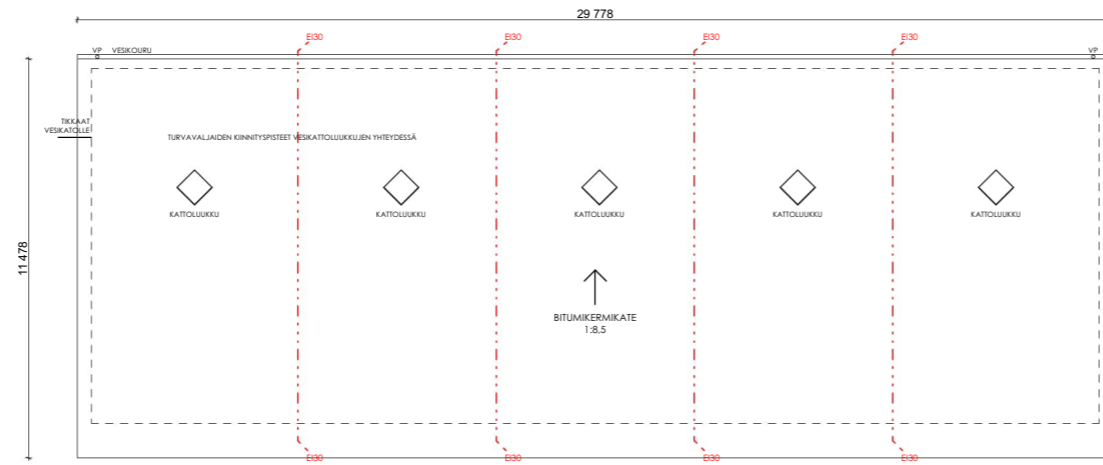 29 778
EI30 EI30 EI30 EI30
VP VESIKOURU VP
TIKKAAT
VESIKATOLLE
TURVAVALJAIDEN KIINNITYSPISTEET VESIKATTOLUUKKUJEN YHTEYDESSÄ
KATTOLUUKKU KATTOLUUKKU KATTOLUUKKU KATTOLUUKKU KATTOLUUKKU
11 478
BITUMIKERMIKATE
1:8,5
EI30 EI30 EI30 EI30